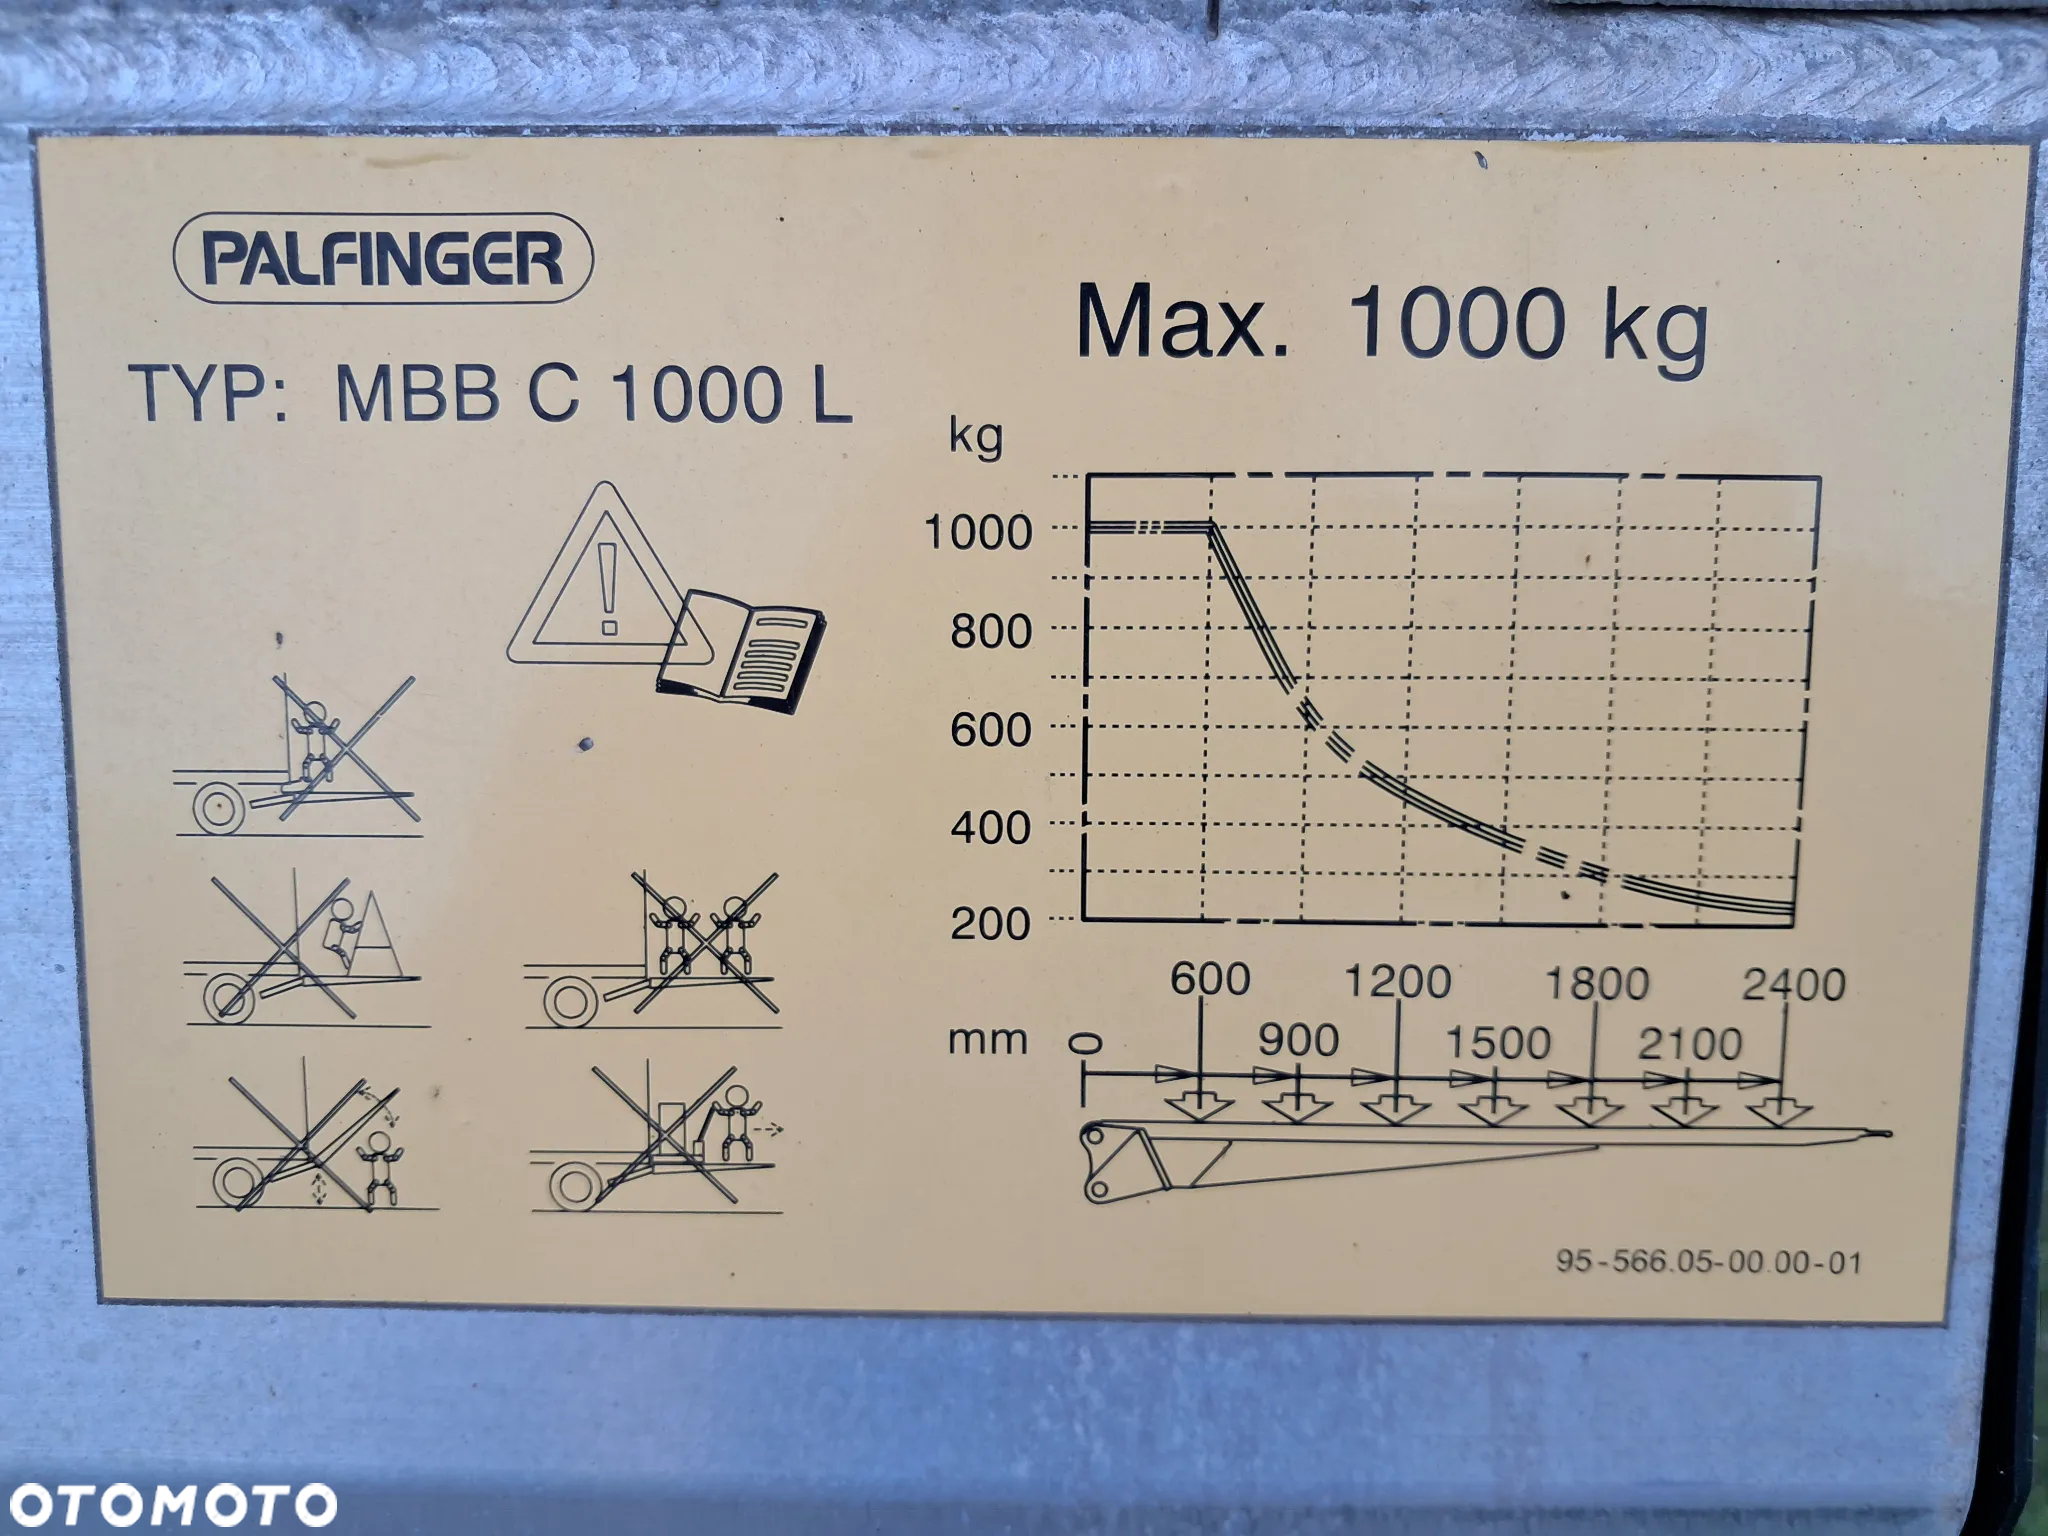 PALFINGER
TYP: MBB C 1000 L
Max. 1000 kg
kg
1000
800
600
400
200
600 1200 1800 2400
mm 0 900 1500 2100
95-566.05-00.00-01
OTOMOTO